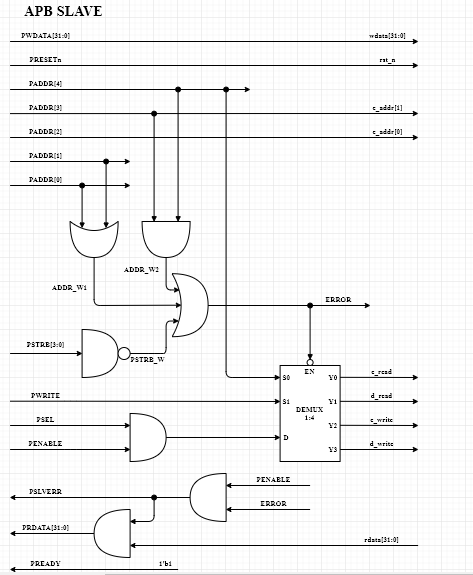 APB SLAVE
PWDATA[31:0] wdata[31:0]
PRESETn rst_n
PADDR[4]
PADDR[3] c_addr[1]
PADDR[2] c_addr[0]
PADDR[1]
PADDR[0]
ADDR_W2
ADDR_W1
ERROR
PSTRB[3:0]
PSTRB_W
EN
S0 Y0 c_read
PWRITE S1 Y1 d_read
DEMUX
1:4
PSEL Y2 c_write
D
PENABLE Y3 d_write
PENABLE
PSLVERR
ERROR
PRDATA[31:0]
rdata[31:0]
PREADY 1'b1